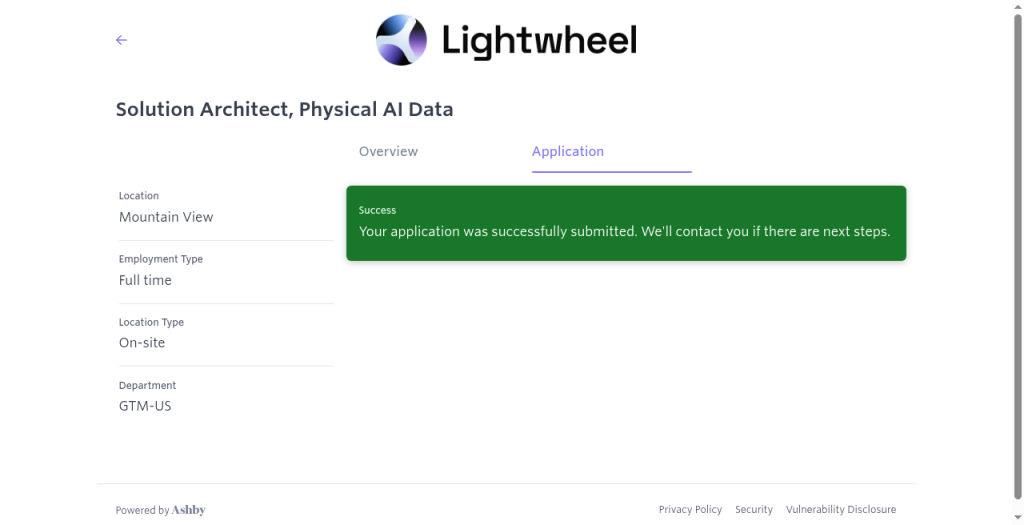 Lightwheel
Solution Architect, Physical AI Data
Overview
Application
Location
Mountain View
Employment Type
Full time
Location Type
On-site
Department
GTM-US
Success
Your application was successfully submitted. We'll contact you if there are next steps.
Powered by Ashby
Privacy Policy
Security
Vulnerability Disclosure